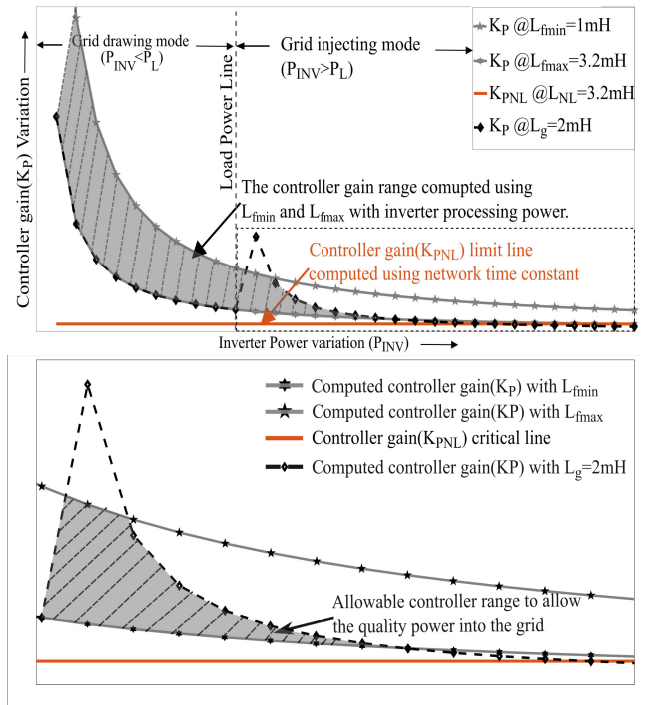 Grid drawing mode
(P_INV<P_L)
Grid injecting mode
(P_INV>P_L)
K_P @L_fmin=1mH
K_P @L_fmax=3.2mH
K_PNL @L_NL=3.2mH
K_P @L_g=2mH
Controller gain(K_P) Variation
Load Power Line
The controller gain range comupted using
L_fmin and L_fmax with inverter processing power.
Controller gain(K_PNL) limit line
computed using network time constant
Inverter Power variation (P_INV)
Computed controller gain(K_P) with L_fmin
Computed controller gain(KP) with L_fmax
Controller gain(K_PNL) critical line
Computed controller gain(KP) with L_g=2mH
Allowable controller range to allow
the quality power into the grid